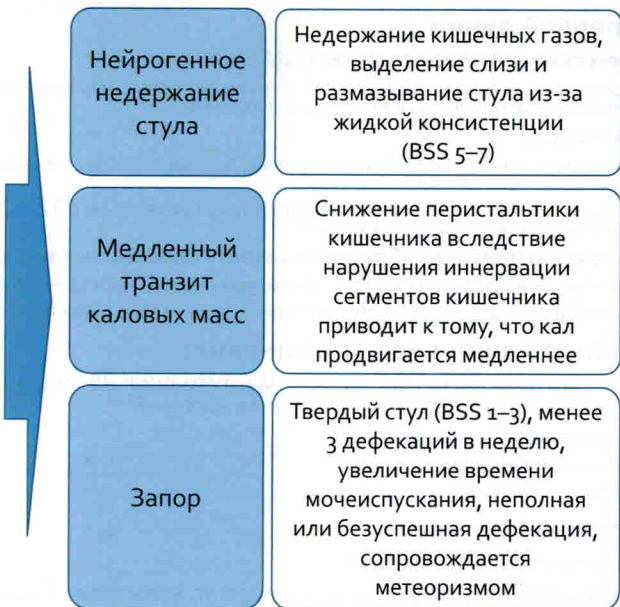 Нейрогенное
недержание
стула
Недержание кишечных газов,
выделение слизи и
размазывание стула из-за
жидкой консистенции
(BSS 5–7)
Медленный
транзит
каловых масс
Снижение перистальтики
кишечника вследствие
нарушения иннервации
сегментов кишечника
приводит к тому, что кал
продвигается медленнее
Запор
Твердый стул (BSS 1–3), менее
3 дефекаций в неделю,
увеличение времени
мочеиспускания, неполная
или безуспешная дефекация,
сопровождается
метеоризмом